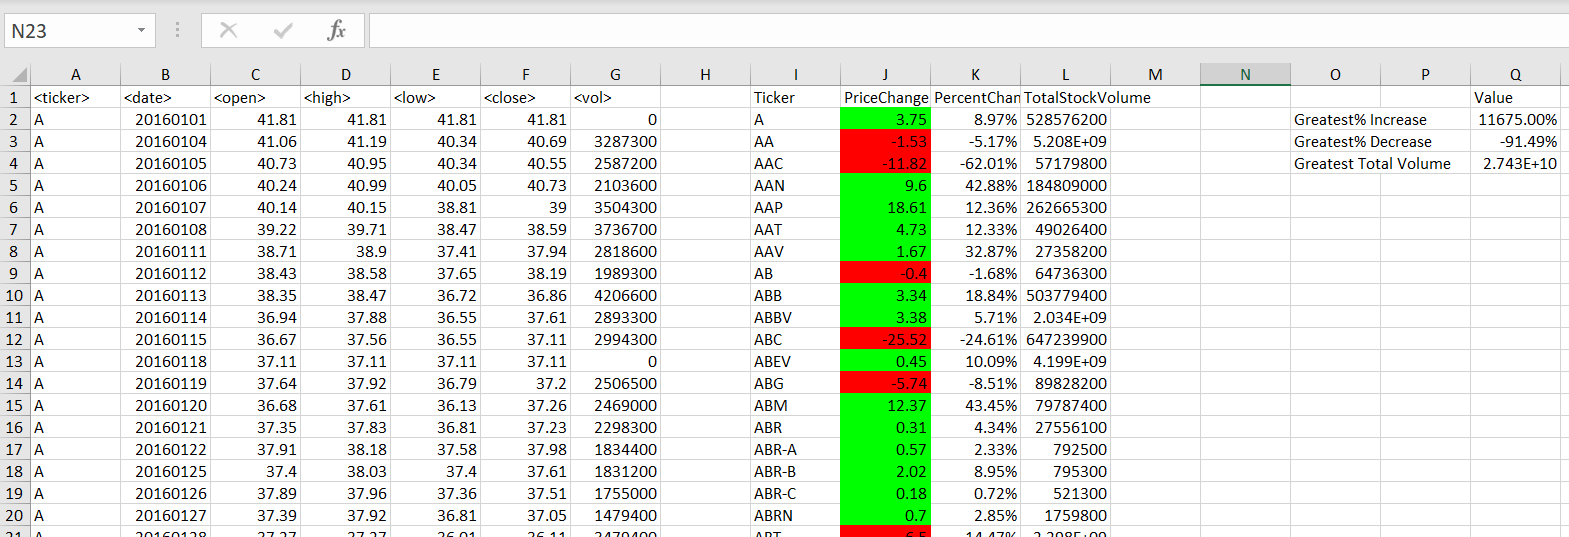 N23 fx
A B C D E F G H I J K L M N O P Q
1 <ticker> <date> <open> <high> <low> <close> <vol> Ticker PriceChange PercentChan TotalStockVolume Value
2 A 20160101 41.81 41.81 41.81 41.81 0 A 3.75 8.97% 528576200 Greatest% Increase 11675.00%
3 A 20160104 41.06 41.19 40.34 40.69 3287300 AA -1.53 -5.17% 5.208E+09 Greatest% Decrease -91.49%
4 A 20160105 40.73 40.95 40.34 40.55 2587200 AAC -11.82 -62.01% 57179800 Greatest Total Volume 2.743E+10
5 A 20160106 40.24 40.99 40.05 40.73 2103600 AAN 9.6 42.88% 184809000
6 A 20160107 40.14 40.15 38.81 39 3504300 AAP 18.61 12.36% 262665300
7 A 20160108 39.22 39.71 38.47 38.59 3736700 AAT 4.73 12.33% 49026400
8 A 20160111 38.71 38.9 37.41 37.94 2818600 AAV 1.67 32.87% 27358200
9 A 20160112 38.43 38.58 37.65 38.19 1989300 AB -0.4 -1.68% 64736300
10 A 20160113 38.35 38.47 36.72 36.86 4206600 ABB 3.34 18.84% 503779400
11 A 20160114 36.94 37.88 36.55 37.61 2893300 ABBV 3.38 5.71% 2.034E+09
12 A 20160115 36.67 37.56 36.55 37.11 2994300 ABC -25.52 -24.61% 647239900
13 A 20160118 37.11 37.11 37.11 37.11 0 ABEV 0.45 10.09% 4.199E+09
14 A 20160119 37.64 37.92 36.79 37.2 2506500 ABG -5.74 -8.51% 89828200
15 A 20160120 36.68 37.61 36.13 37.26 2469000 ABM 12.37 43.45% 79787400
16 A 20160121 37.35 37.83 36.81 37.23 2298300 ABR 0.31 4.34% 27556100
17 A 20160122 37.91 38.18 37.58 37.98 1834400 ABR-A 0.57 2.33% 792500
18 A 20160125 37.4 38.03 37.4 37.61 1831200 ABR-B 2.02 8.95% 795300
19 A 20160126 37.89 37.96 37.36 37.51 1755000 ABR-C 0.18 0.72% 521300
20 A 20160127 37.39 37.92 36.81 37.05 1479400 ABRN 0.7 2.85% 1759800